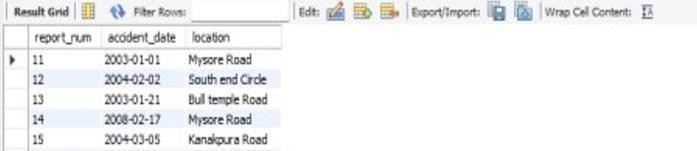 Result Grid Filter Rows: Edit: Export/Import: Wrap Cell Content: IA
report_num accident_date location
11 2003-01-01 Mysore Road
12 2004-02-02 South end Circle
13 2003-01-21 Bull temple Road
14 2008-02-17 Mysore Road
15 2004-03-05 Kanakpura Road